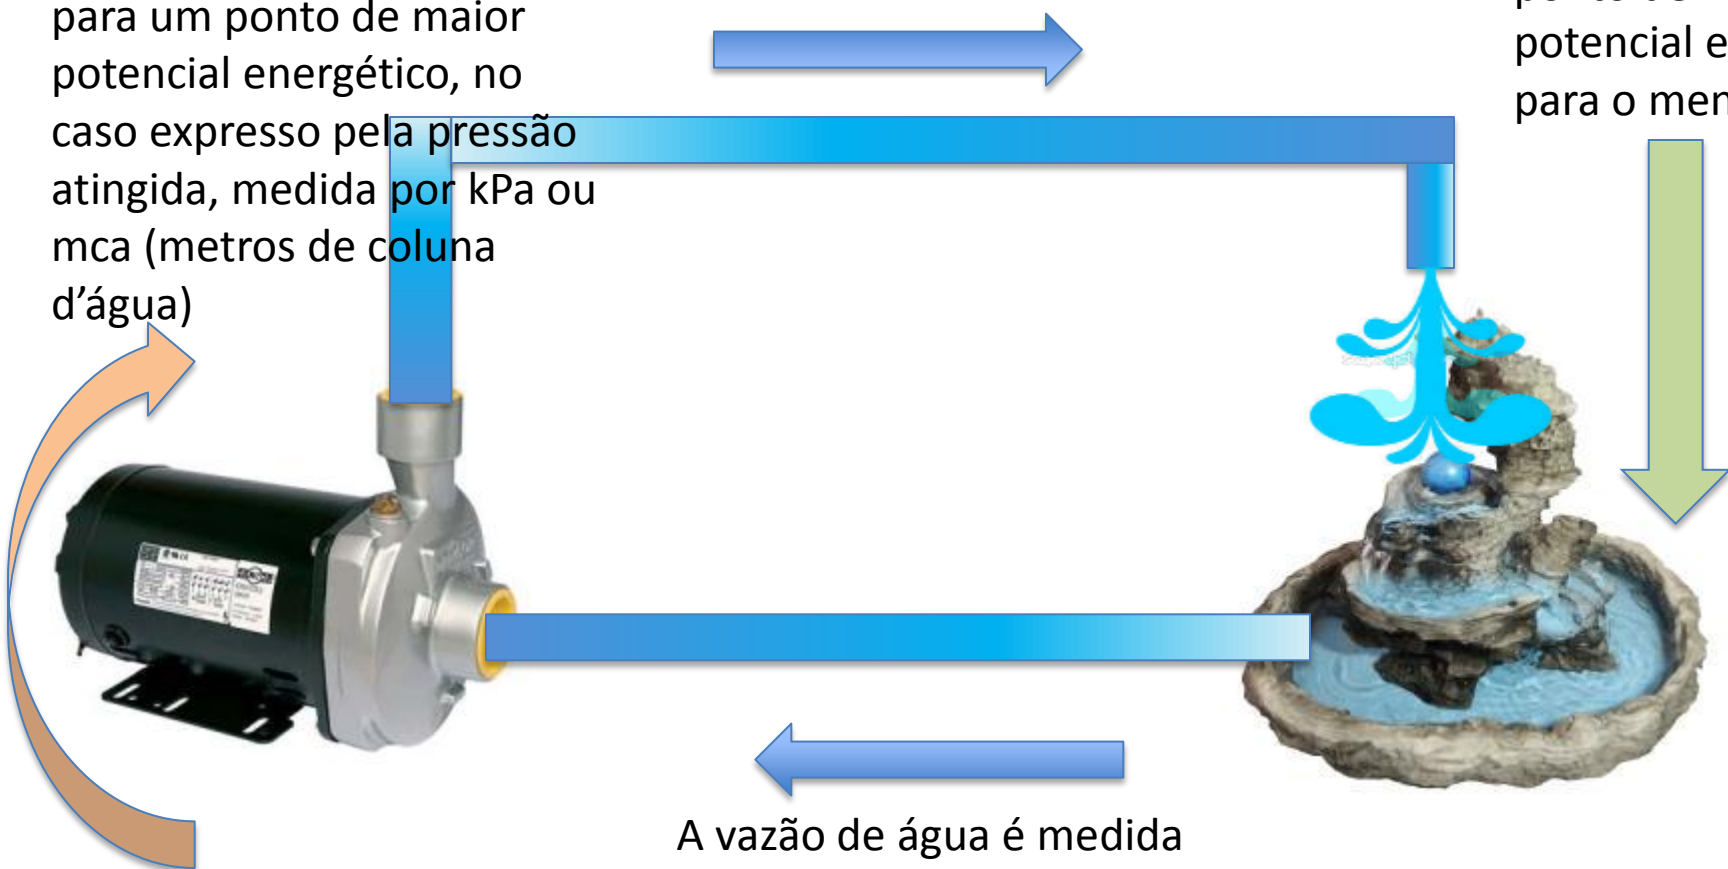 para um ponto de maior
potencial energético, no
caso expresso pela pressão
atingida, medida por kPa ou
mca (metros de coluna
d’água)
potencial e
para o men
A vazão de água é medida